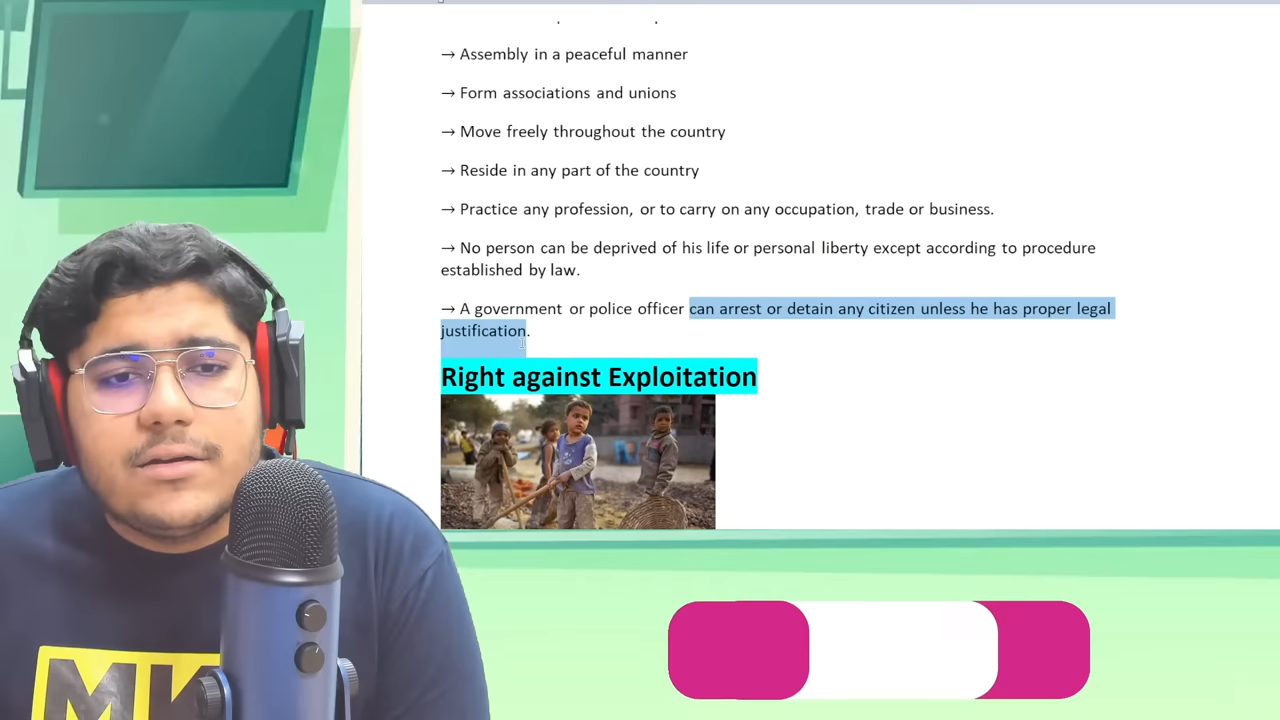 → Assembly in a peaceful manner
→ Form associations and unions
→ Move freely throughout the country
→ Reside in any part of the country
→ Practice any profession, or to carry on any occupation, trade or business.
→ No person can be deprived of his life or personal liberty except according to procedure
established by law.
→ A government or police officer can arrest or detain any citizen unless he has proper legal
justification.
Right against Exploitation